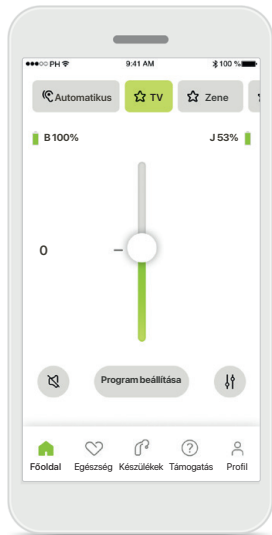 PH 9:41 AM 100 %
Automatikus TV Zene
B 100% J 53%
0
Program beállítása
Főoldal Egészség Készülékek Támogatás Profil